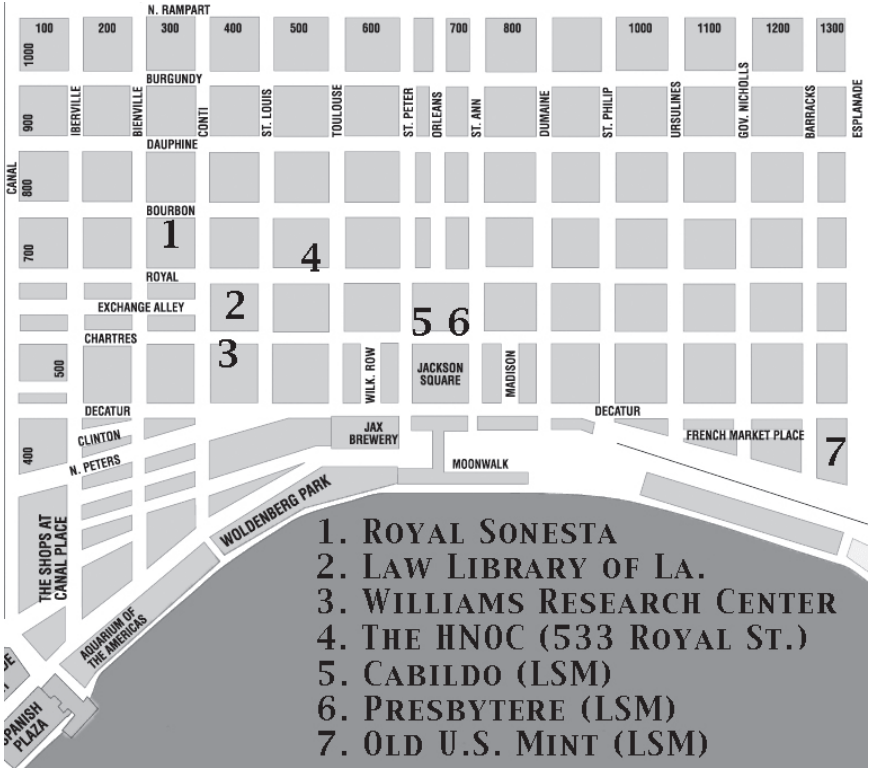 N. RAMPART
100 200 300 400 500 600 700 800 1000 1100 1200 1300
1000
BURGUNDY
900
IBERVILLE
BIENVILLE
CONTI
ST. LOUIS
TOULOUSE
ST. PETER
ORLEANS
ST. ANN
DUMAINE
ST. PHILIP
URSULINES
GOV. NICHOLLS
BARRACKS
ESPLANADE
DAUPHINE
CANAL
800
BOURBON
700
1
4
ROYAL
2
EXCHANGE ALLEY
5 6
CHARTRES
3
500
WILK. ROW
JACKSON
SQUARE
MADISON
DECATUR
DECATUR
400
CLINTON
N. PETERS
JAX
BREWERY
FRENCH MARKET PLACE
7
MOONWALK
WOLDENBERG PARK
THE SHOPS AT
CANAL PLACE
AQUARIUM OF
THE AMERICAS
SPANISH
PLAZA
1. ROYAL SONESTA
2. LAW LIBRARY OF LA.
3. WILLIAMS RESEARCH CENTER
4. THE HNOC (533 ROYAL ST.)
5. CABILDO (LSM)
6. PRESBYTERE (LSM)
7. OLD U.S. MINT (LSM)